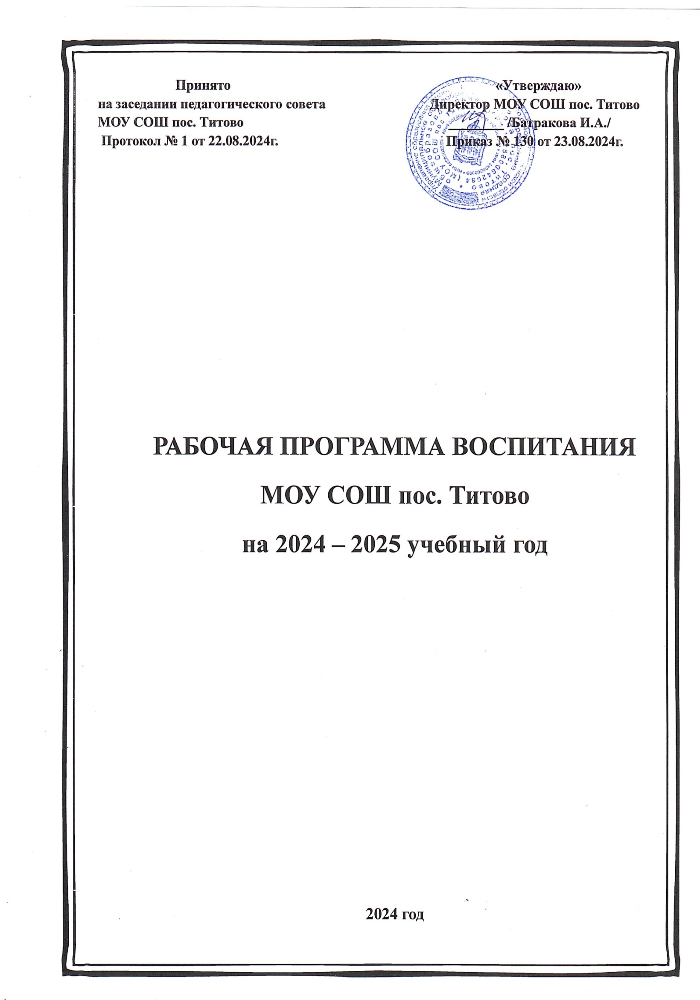 Принято
на заседании педагогического совета
МОУ СОШ пос. Титово
Протокол № 1 от 22.08.2024г.
«Утверждаю»
Директор МОУ СОШ пос. Титово
/Батракова И.А./
Приказ № 130 от 23.08.2024г.
РАБОЧАЯ ПРОГРАММА ВОСПИТАНИЯ
МОУ СОШ пос. Титово
на 2024 – 2025 учебный год
2024 год